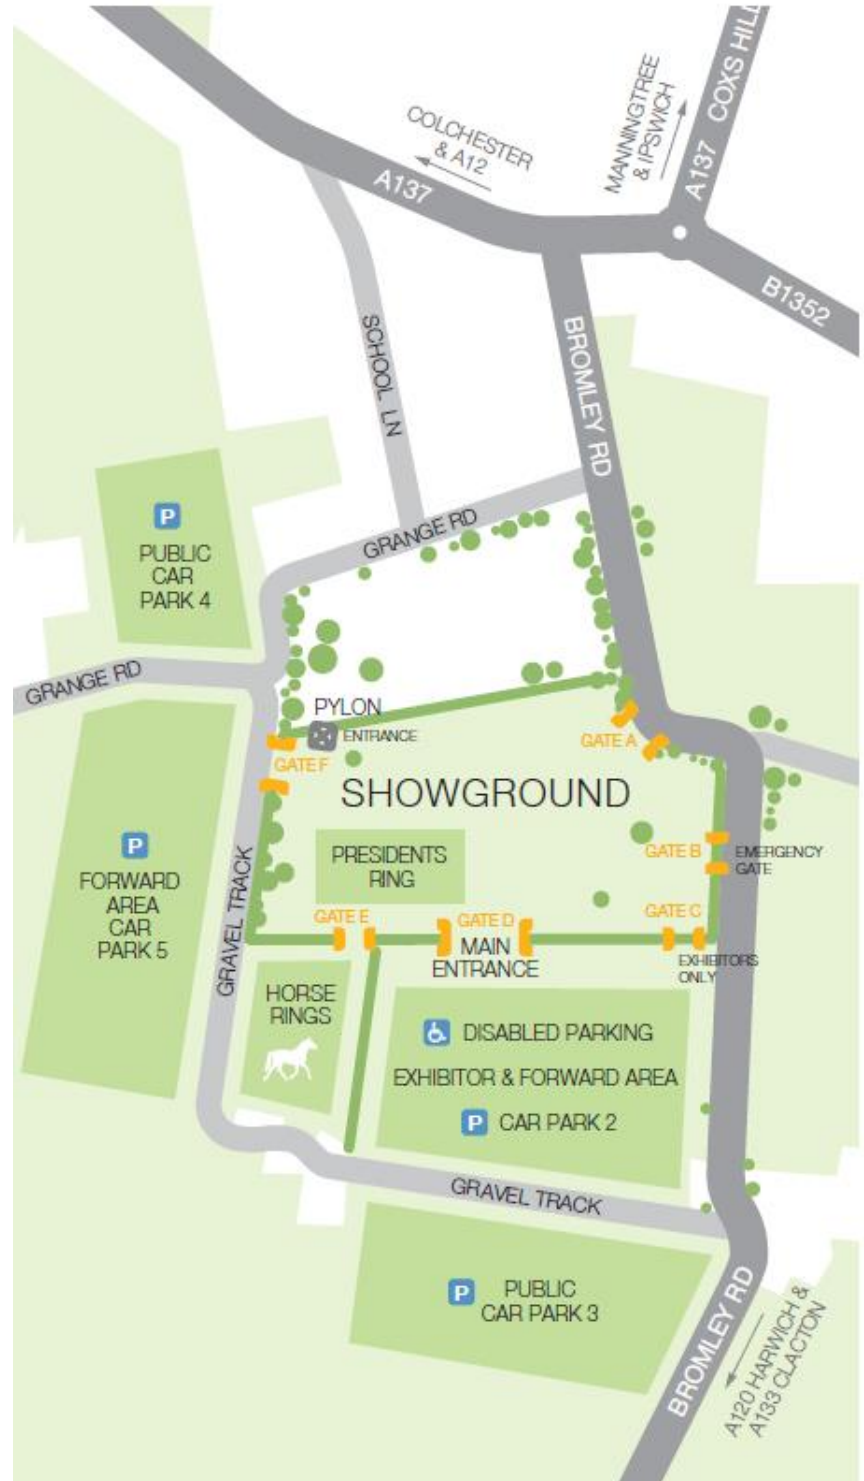 COXS HILL
A137
MANNINGTREE
& IPSWICH
COLCHESTER
& A12
A137
B1352
SCHOOL LN
BROMLEY RD
P
PUBLIC
CAR
PARK 4
GRANGE RD
GRANGE RD
PYLON
ENTRANCE
GATE A
GATE F
SHOWGROUND
P
FORWARD
AREA
CAR
PARK 5
PRESIDENTS
RING
GATE B
EMERGENCY
GATE
GRAVEL TRACK
GATE E
GATE D
MAIN
ENTRANCE
GATE C
EXHIBITORS
ONLY
HORSE
RINGS
DISABLED PARKING
EXHIBITOR & FORWARD AREA
P CAR PARK 2
GRAVEL TRACK
P
PUBLIC
CAR PARK 3
BROMLEY RD
A120 HARWICH &
A133 CLACTON